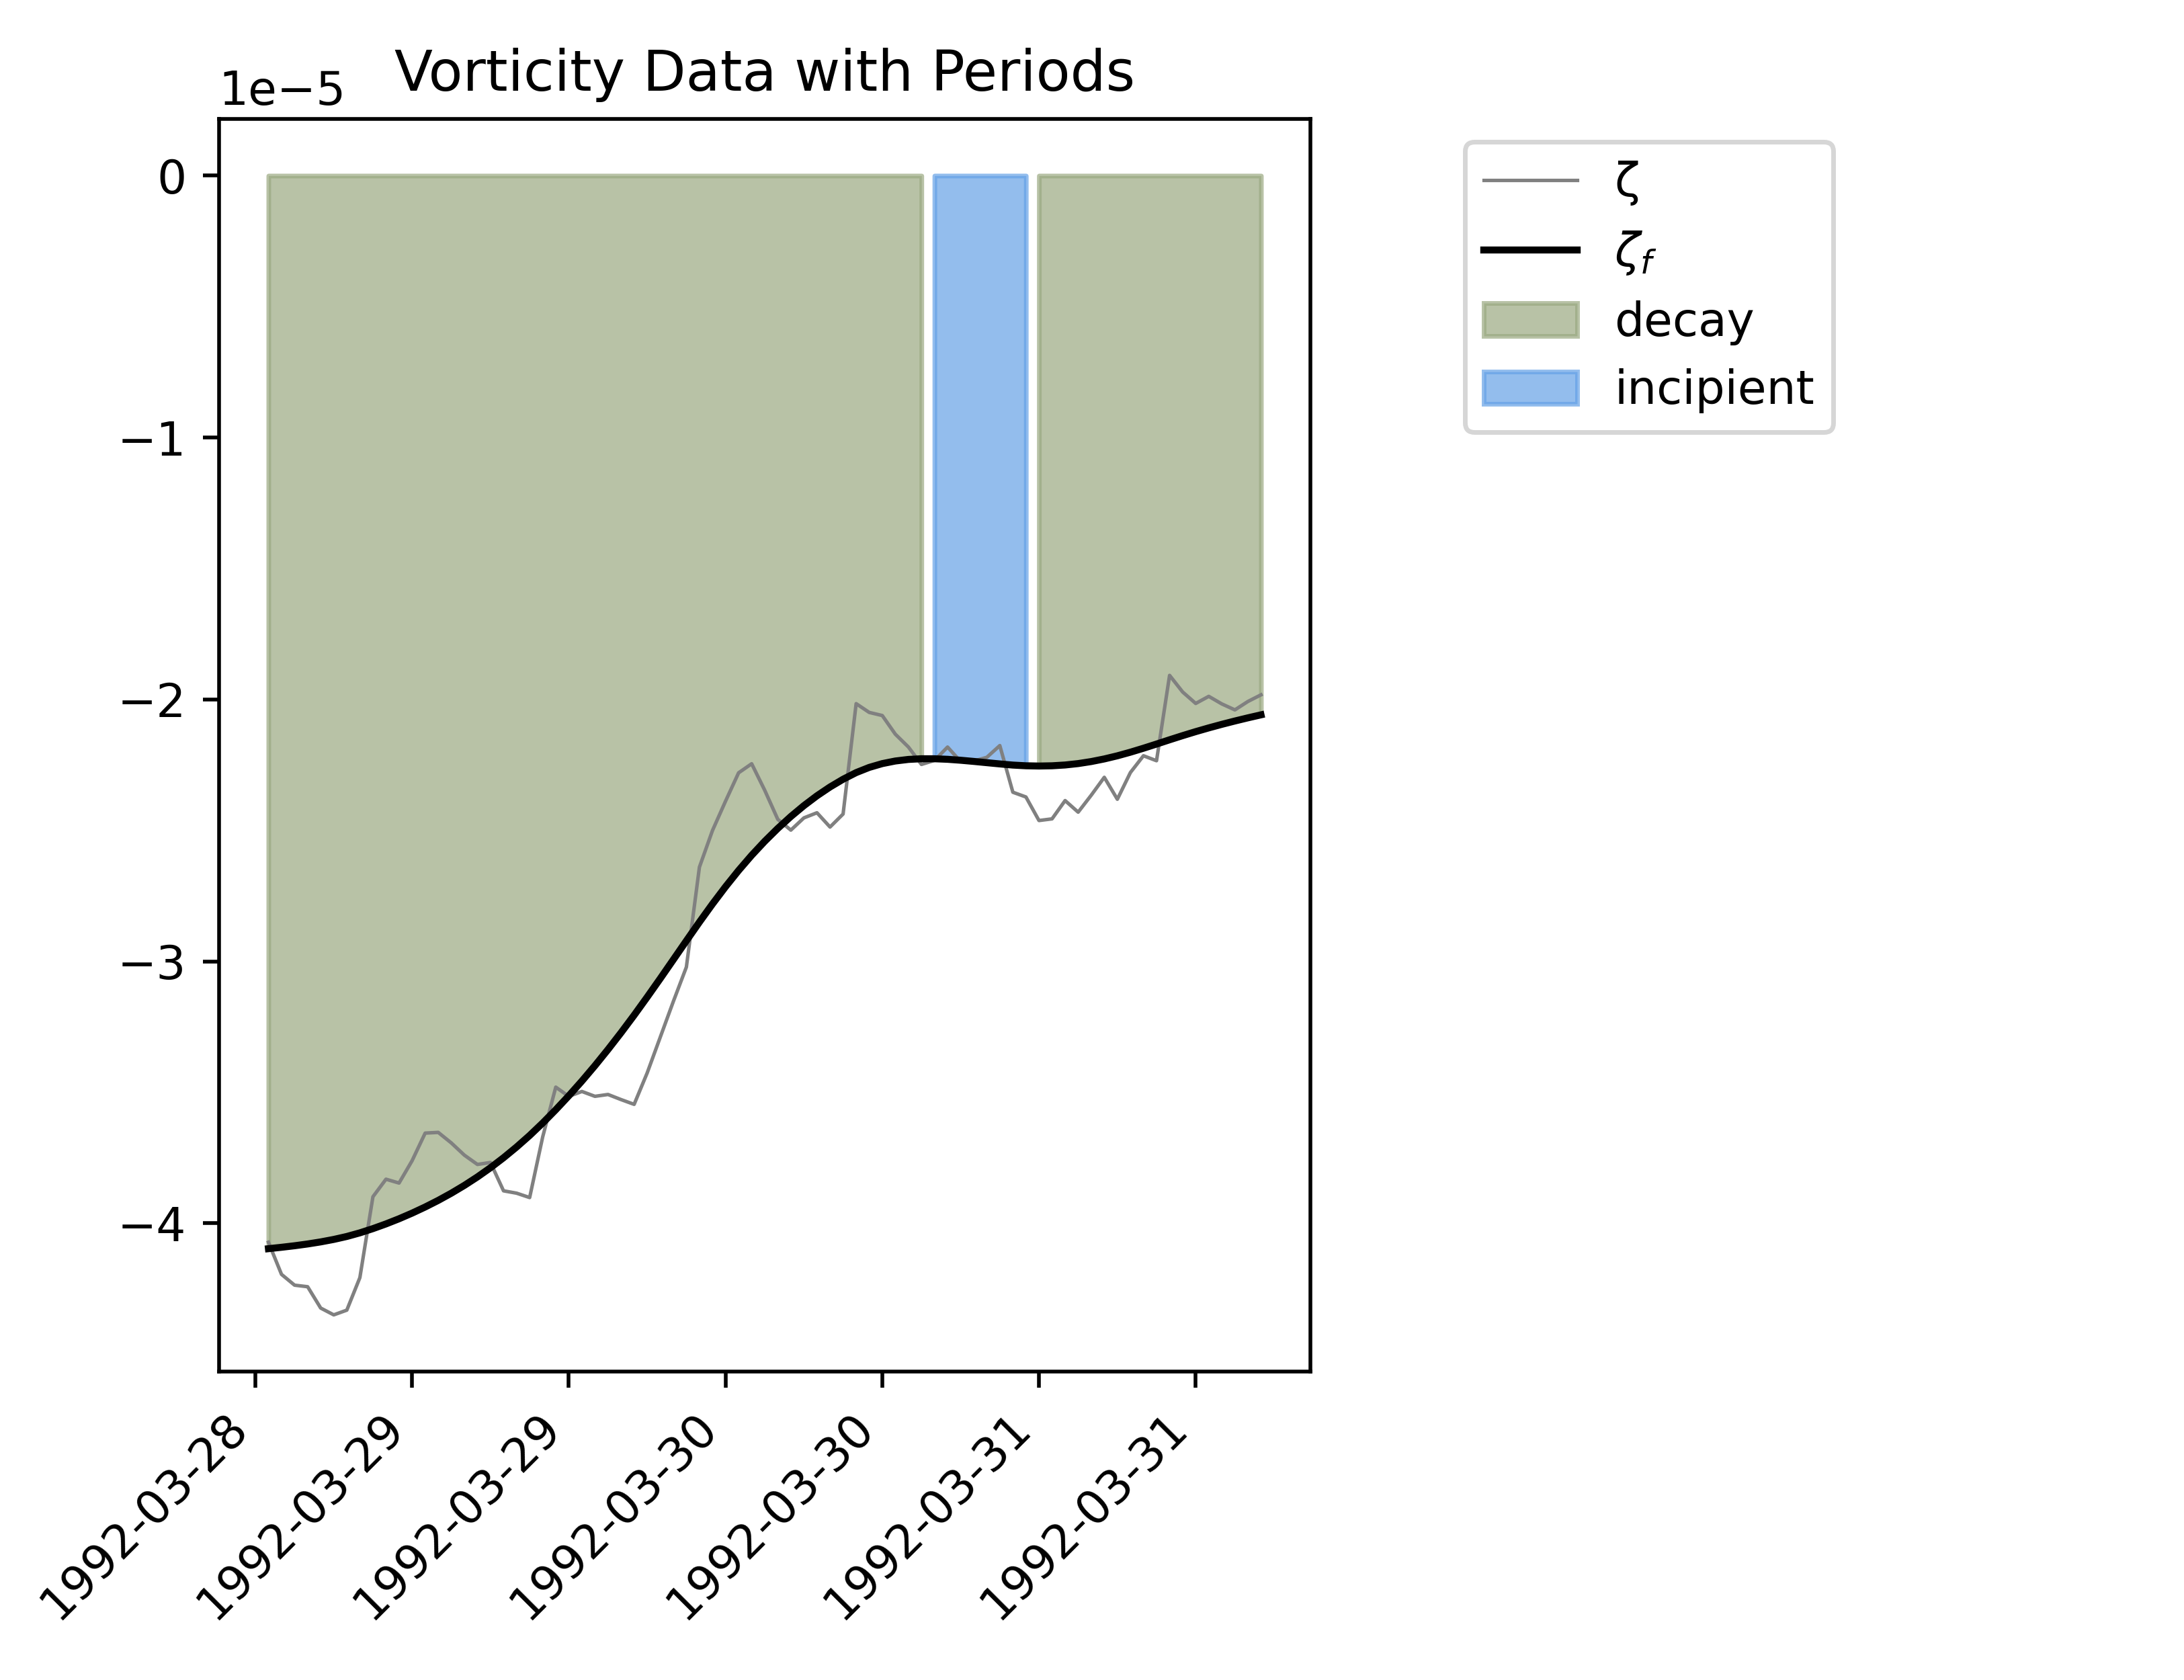 Vorticity Data with Periods
1e−5
0
−1
−2
−3
−4
1992-03-28
1992-03-29
1992-03-29
1992-03-30
1992-03-30
1992-03-31
1992-03-31
ζ
ζf
decay
incipient